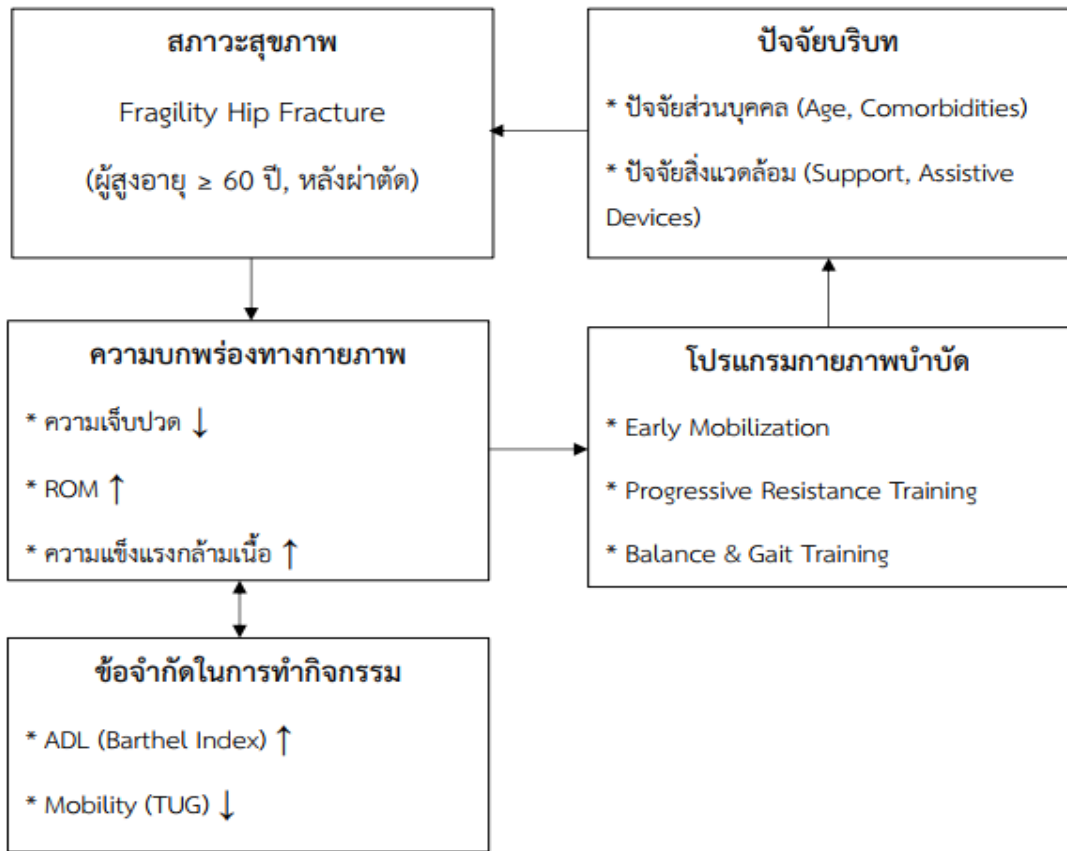 สภาวะสุขภาพ
Fragility Hip Fracture
(ผู้สูงอายุ ≥ 60 ปี, หลังผ่าตัด)
ปัจจัยบริบท
* ปัจจัยส่วนบุคคล (Age, Comorbidities)
* ปัจจัยสิ่งแวดล้อม (Support, Assistive
Devices)
ความบกพร่องทางกายภาพ
* ความเจ็บปวด ↓
* ROM ↑
* ความแข็งแรงกล้ามเนื้อ ↑
โปรแกรมกายภาพบำบัด
* Early Mobilization
* Progressive Resistance Training
* Balance & Gait Training
ข้อจำกัดในการทำกิจกรรม
* ADL (Barthel Index) ↑
* Mobility (TUG) ↓